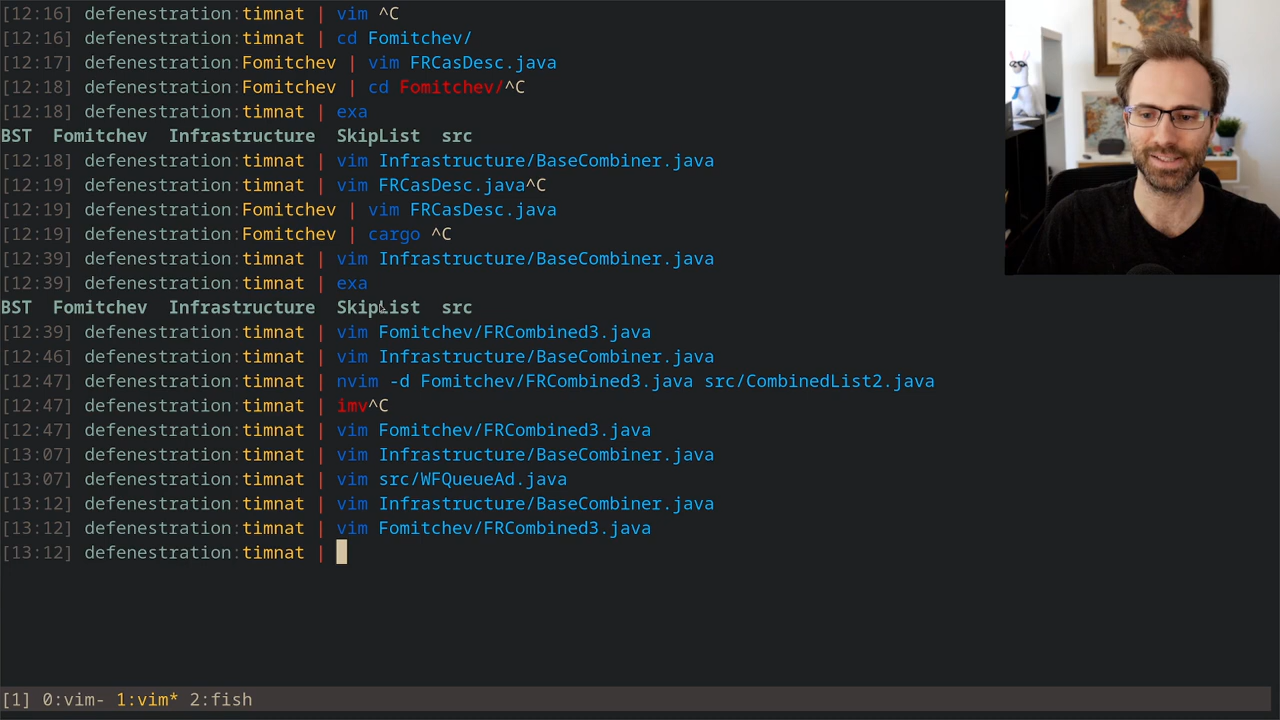 [12:16] defenestration:timnat | vim ^C
[12:16] defenestration:timnat | cd Fomitchev/
[12:17] defenestration:Fomitchev | vim FRCasDesc.java
[12:18] defenestration:Fomitchev | cd Fomitchev/^C
[12:18] defenestration:timnat | exa
BST  Fomitchev  Infrastructure  SkipList  src
[12:18] defenestration:timnat | vim Infrastructure/BaseCombiner.java
[12:19] defenestration:timnat | vim FRCasDesc.java^C
[12:19] defenestration:Fomitchev | vim FRCasDesc.java
[12:19] defenestration:Fomitchev | cargo ^C
[12:39] defenestration:timnat | vim Infrastructure/BaseCombiner.java
[12:39] defenestration:timnat | exa
BST  Fomitchev  Infrastructure  SkipList  src
[12:39] defenestration:timnat | vim Fomitchev/FRCombined3.java
[12:46] defenestration:timnat | vim Infrastructure/BaseCombiner.java
[12:47] defenestration:timnat | nvim -d Fomitchev/FRCombined3.java src/CombinedList2.java
[12:47] defenestration:timnat | imv^C
[12:47] defenestration:timnat | vim Fomitchev/FRCombined3.java
[13:07] defenestration:timnat | vim Infrastructure/BaseCombiner.java
[13:07] defenestration:timnat | vim src/WFQueueAd.java
[13:12] defenestration:timnat | vim Infrastructure/BaseCombiner.java
[13:12] defenestration:timnat | vim Fomitchev/FRCombined3.java
[13:12] defenestration:timnat |
[1] 0:vim- 1:vim* 2:fish